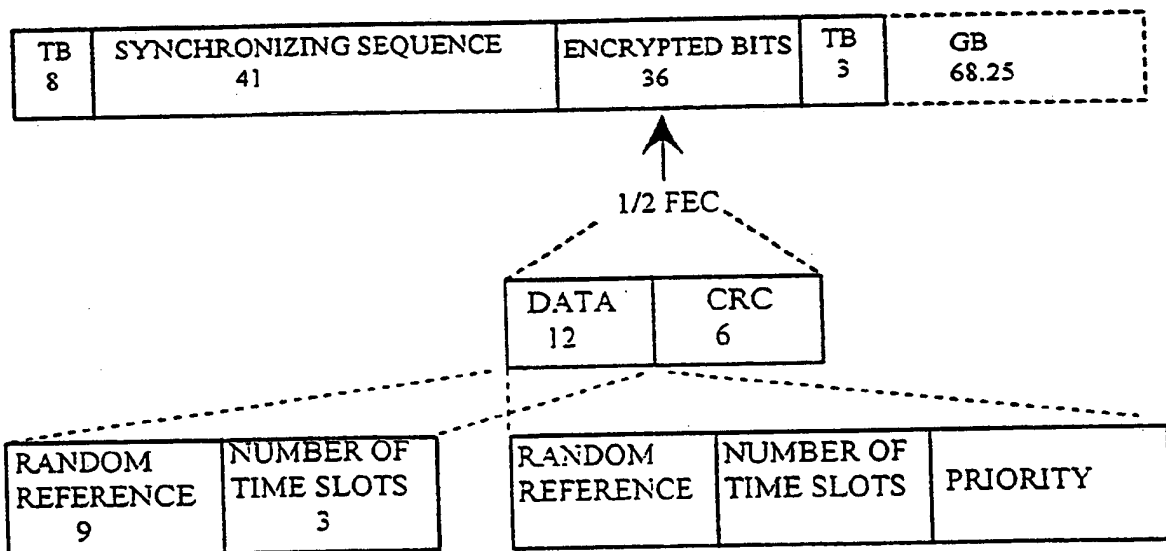 TB
8
SYNCHRONIZING SEQUENCE
41
ENCRYPTED BITS
36
TB
3
GB
68.25
1/2 FEC
DATA
12
CRC
6
RANDOM
REFERENCE
9
NUMBER OF
TIME SLOTS
3
RANDOM
REFERENCE
NUMBER OF
TIME SLOTS
PRIORITY